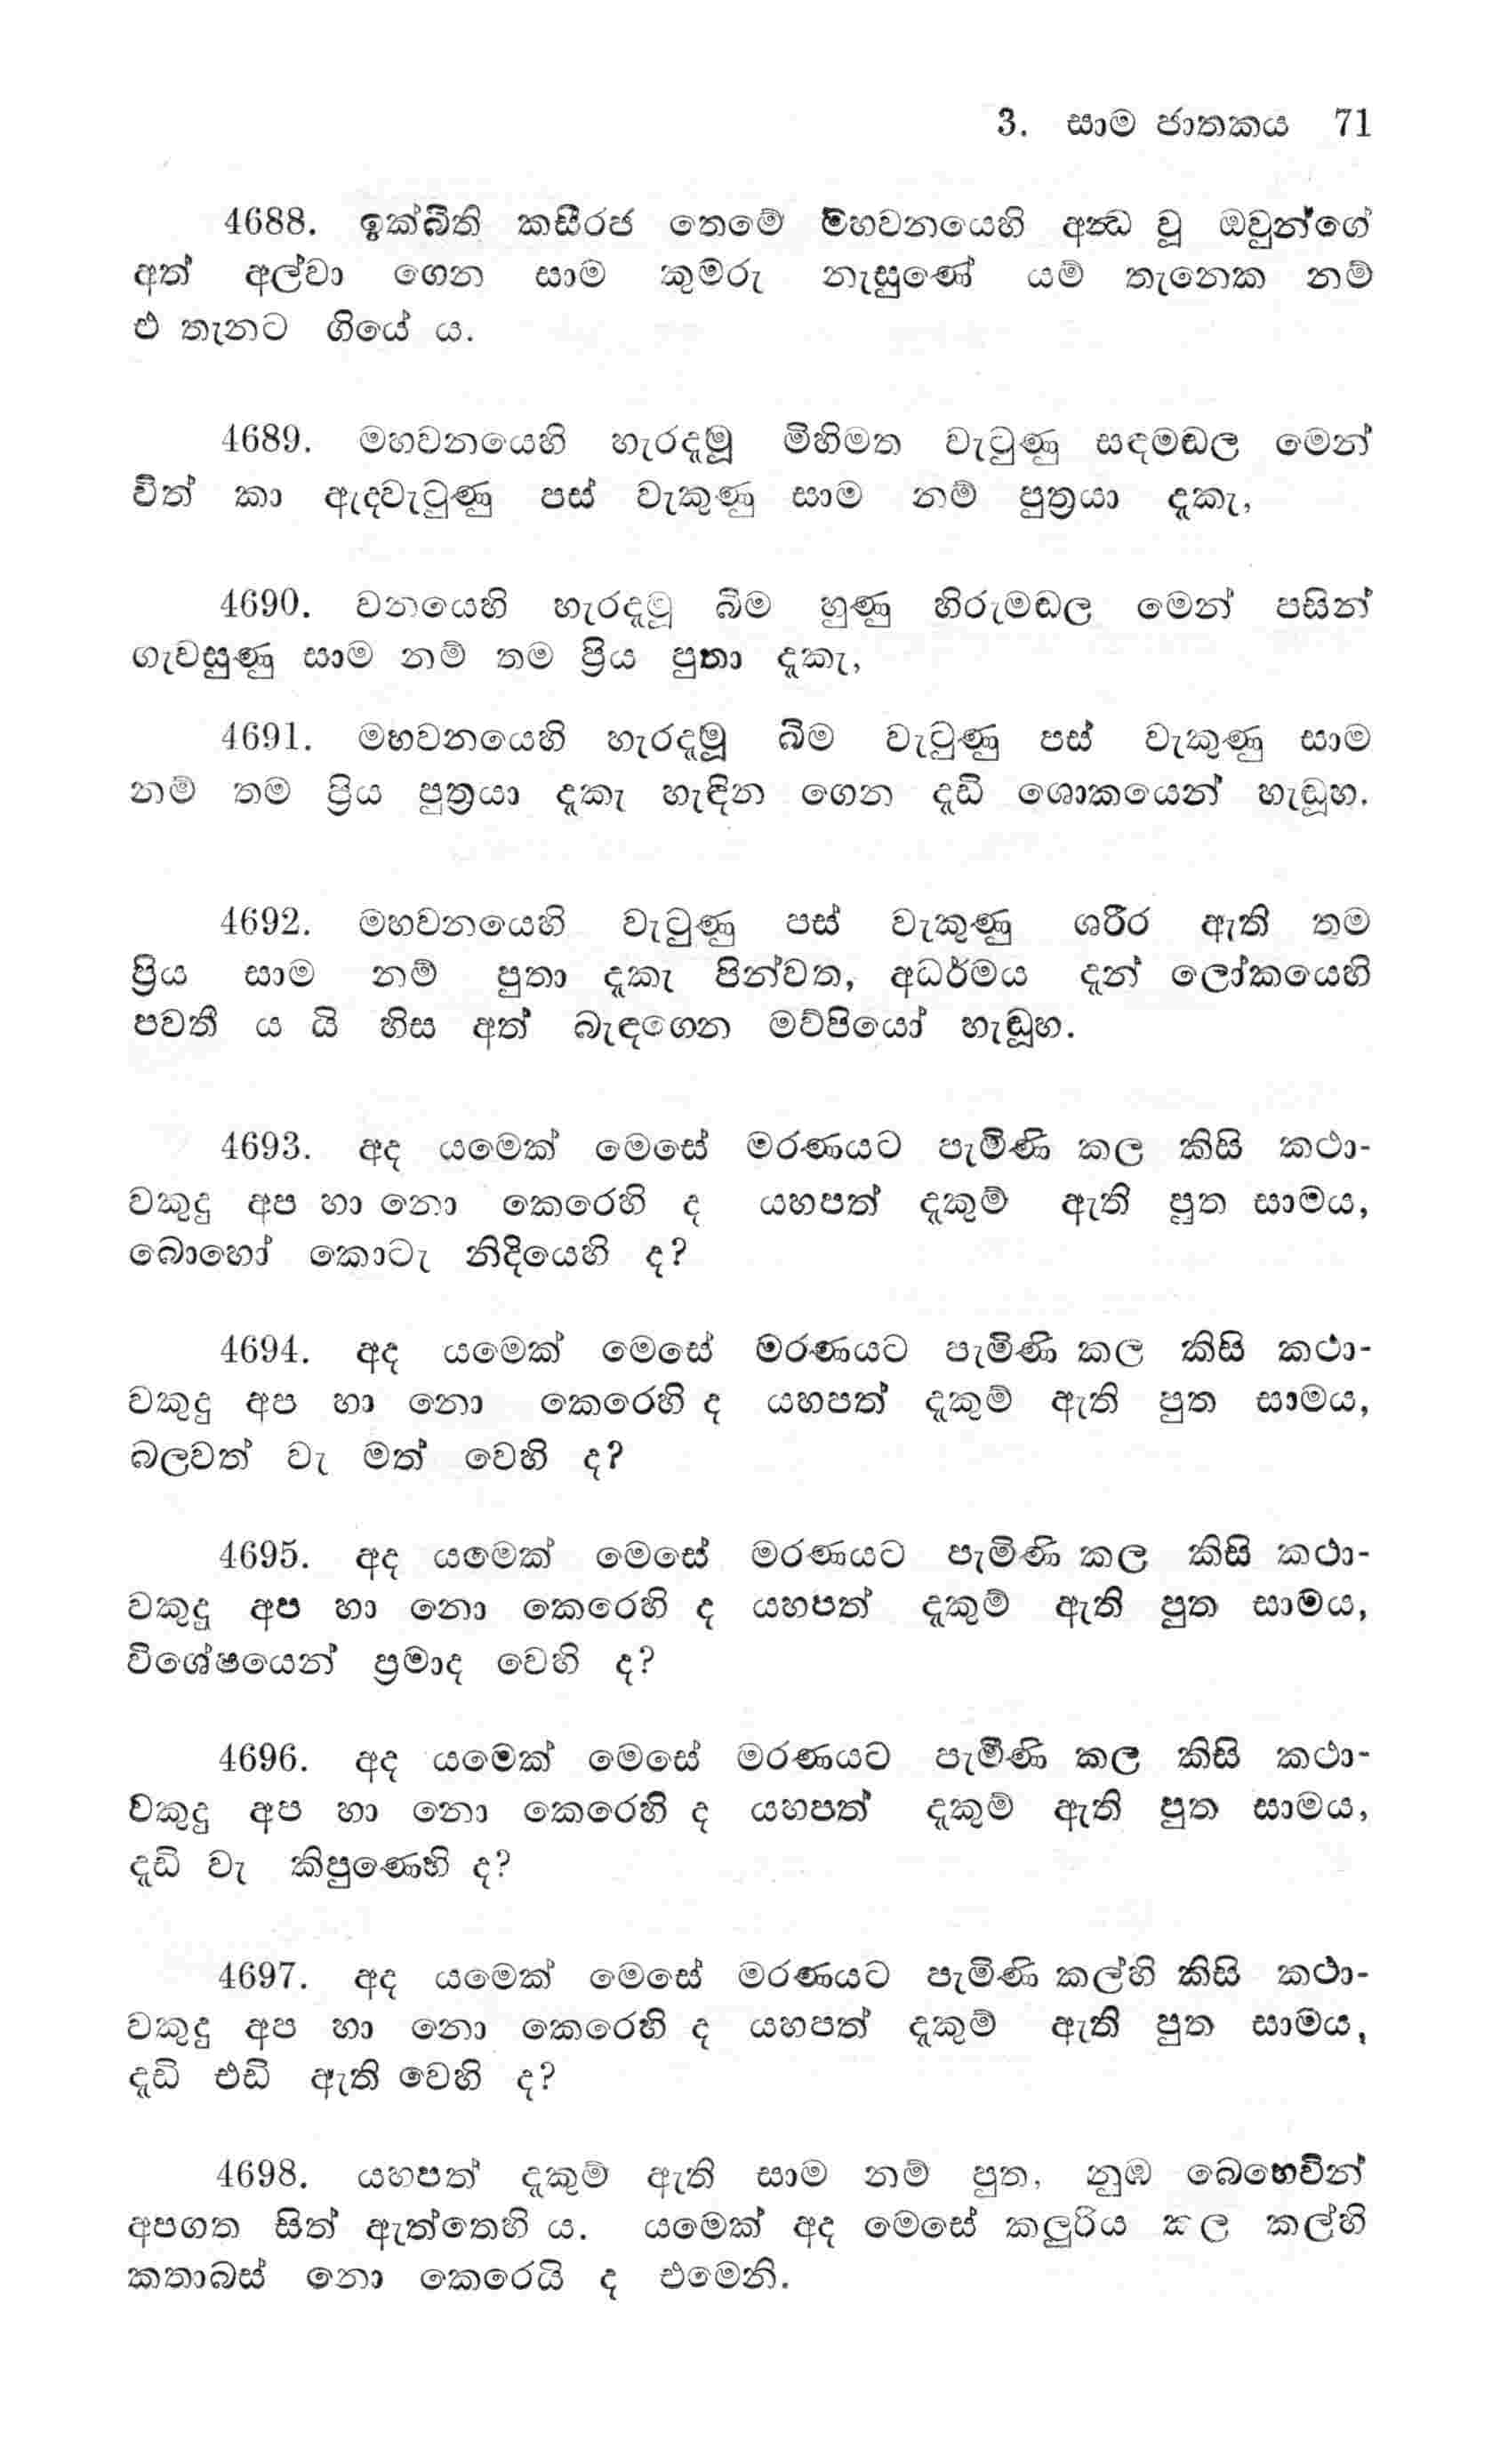 3. සාම ජාතකය 71
4688. ඉක්බිති කසීරජ තෙමේ මහවනයෙහි අන්‍ධ වූ ඔවුන්ගේ
අත් අල්වා ගෙන සාම කුමරු නැසුණේ යම් තැනෙක නම්
එ තැනට ගියේ ය.
4689. මහවනයෙහි හැරදැමූ මිහිමත වැටුණු සඳමඬල මෙන්
විත් කා ඇදවැටුණු පස් වැකුණු සාම නම් පුත්‍රයා දැකැ,
4690. වනයෙහි හැරදැමූ බිම හුණු හිරුමඬල මෙන් පසින්
ගැවසුණු සාම නම් තම ප්‍රිය පුතා දැකැ,
4691. මහවනයෙහි හැරදැමූ බිම වැටුණු පස් වැකුණු සාම
නම් තම ප්‍රිය පුත්‍රයා දැකැ හැඳින ගෙන දැඩි ශොකයෙන් හැඬූහ.
4692. මහවනයෙහි වැටුණු පස් වැකුණු ශරීර ඇති තම
ප්‍රිය සාම නම් පුතා දැකැ පින්වත, අධර්මය දැන් ලෝකයෙහි
පවතී ය යි හිස අත් බැඳගෙන මව්පියෝ හැඬූහ.
4693. අද යමෙක් මෙසේ මරණයට පැමිණි කල කිසි කථා-
වකුදු අප හා නො කෙරෙහි ද යහපත් දැකුම් ඇති පුත සාමය,
බොහෝ කොටැ නිදියෙහි ද?
4694. අද යමෙක් මෙසේ මරණයට පැමිණි කල කිසි කථා-
වකුදු අප හා නො කෙරෙහි ද යහපත් දැකුම් ඇති පුත සාමය,
බලවත් වැ මත් වෙහි ද?
4695. අද යමෙක් මෙසේ මරණයට පැමිණි කල කිසි කථා-
වකුදු අප හා නො කෙරෙහි ද යහපත් දැකුම් ඇති පුත සාමය,
විශේෂයෙන් ප්‍රමාද වෙහි ද?
4696. අද යමෙක් මෙසේ මරණයට පැමිණි කල කිසි කථා-
වකුදු අප හා නො කෙරෙහි ද යහපත් දැකුම් ඇති පුත සාමය,
දැඩි වැ කිපුණෙහි ද?
4697. අද යමෙක් මෙසේ මරණයට පැමිණි කල්හි කිසි කථා-
වකුදු අප හා නො කෙරෙහි ද යහපත් දැකුම් ඇති පුත සාමය,
දැඩි එඩි ඇති වෙහි ද?
4698. යහපත් දැකුම් ඇති සාම නම් පුත, නුඹ බෙහෙවින්
අපගත සිත් ඇත්තෙහි ය. යමෙක් අද මෙසේ කලුරිය කල කල්හි
කතාබස් නො කෙරෙයි ද එමෙනි.